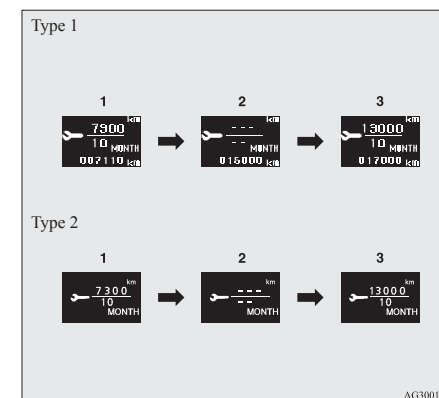 Type 1
1 2 3
km km km
7300 --- 13000
10 MONTH -- MONTH 10 MONTH
007110 km 015000 km 017000 km
Type 2
1 2 3
km km km
7300 --- 13000
10 -- 10
MONTH MONTH MONTH
AG3001